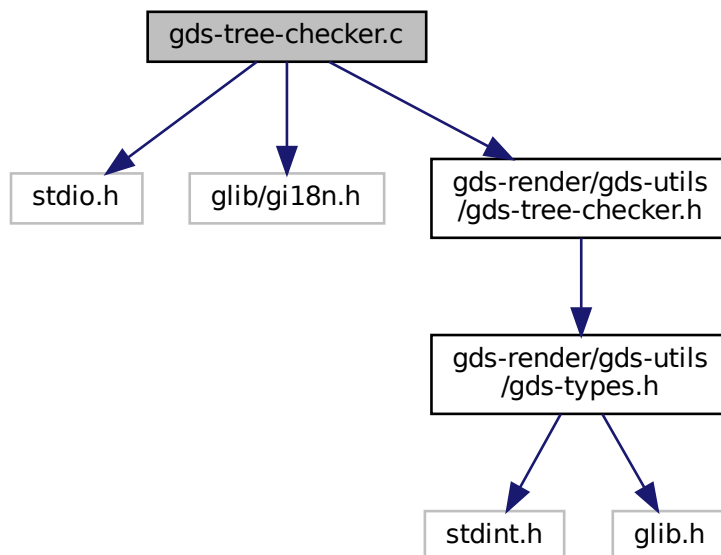 gds-tree-checker.c
stdio.h
glib/gi18n.h
gds-render/gds-utils
/gds-tree-checker.h
gds-render/gds-utils
/gds-types.h
stdint.h
glib.h